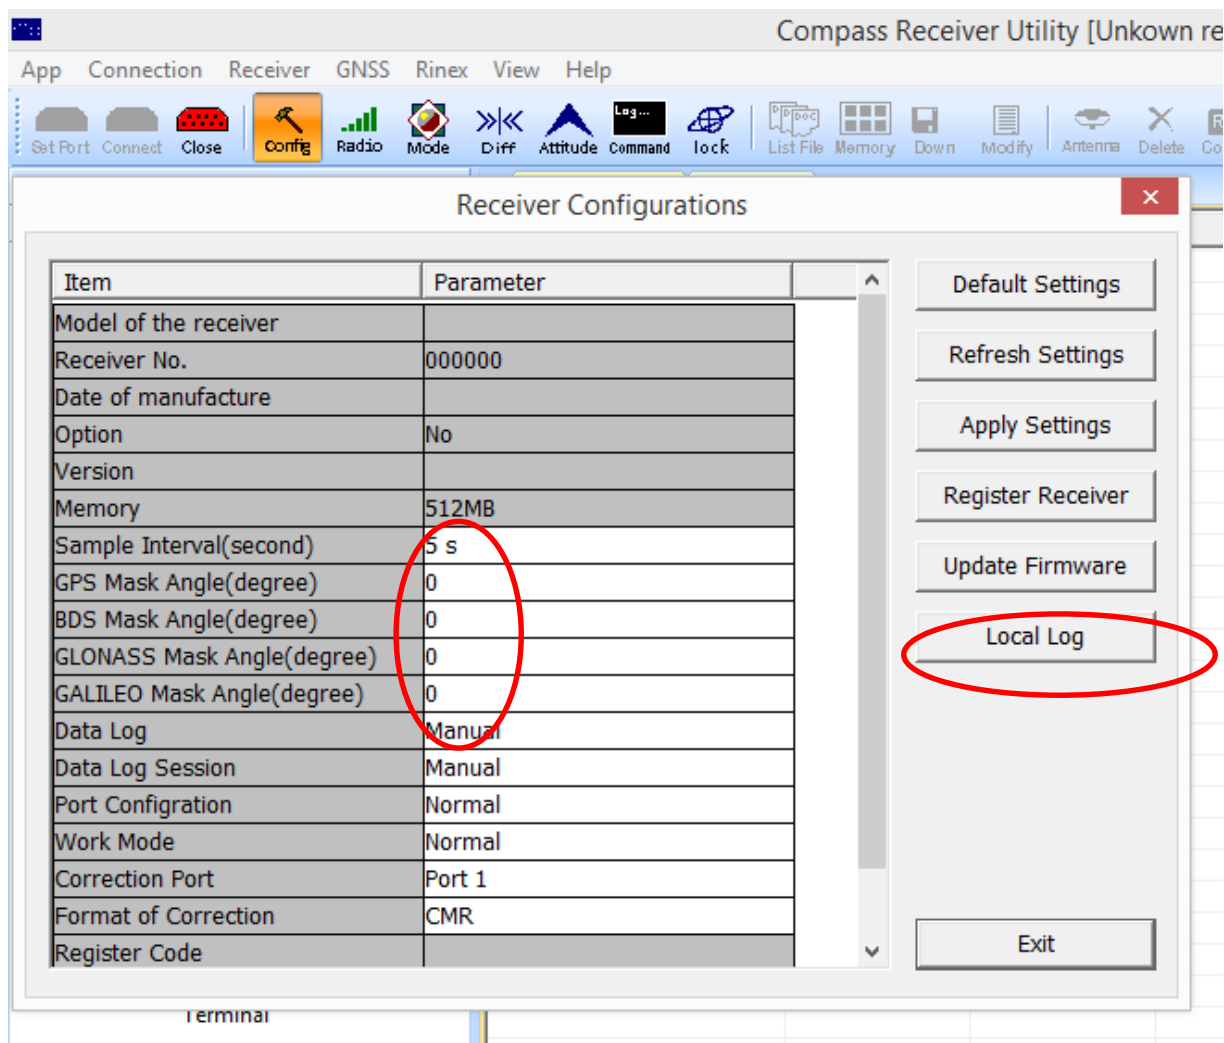 Compass Receiver Utility [Unkown re
App Connection Receiver GNSS Rinex View Help
Log...
Set Port Connect Close Config Radio Mode Diff Attitude Command lock List File Memory Down Modify Antenna Delete Co
Receiver Configurations
Item Parameter
Model of the receiver
Receiver No. 000000
Date of manufacture
Option No
Version
Memory 512MB
Sample Interval(second) 5 s
GPS Mask Angle(degree) 0
BDS Mask Angle(degree) 0
GLONASS Mask Angle(degree) 0
GALILEO Mask Angle(degree) 0
Data Log Manual
Data Log Session Manual
Port Configration Normal
Work Mode Normal
Correction Port Port 1
Format of Correction CMR
Register Code
Default Settings
Refresh Settings
Apply Settings
Register Receiver
Update Firmware
Local Log
Exit
Terminal